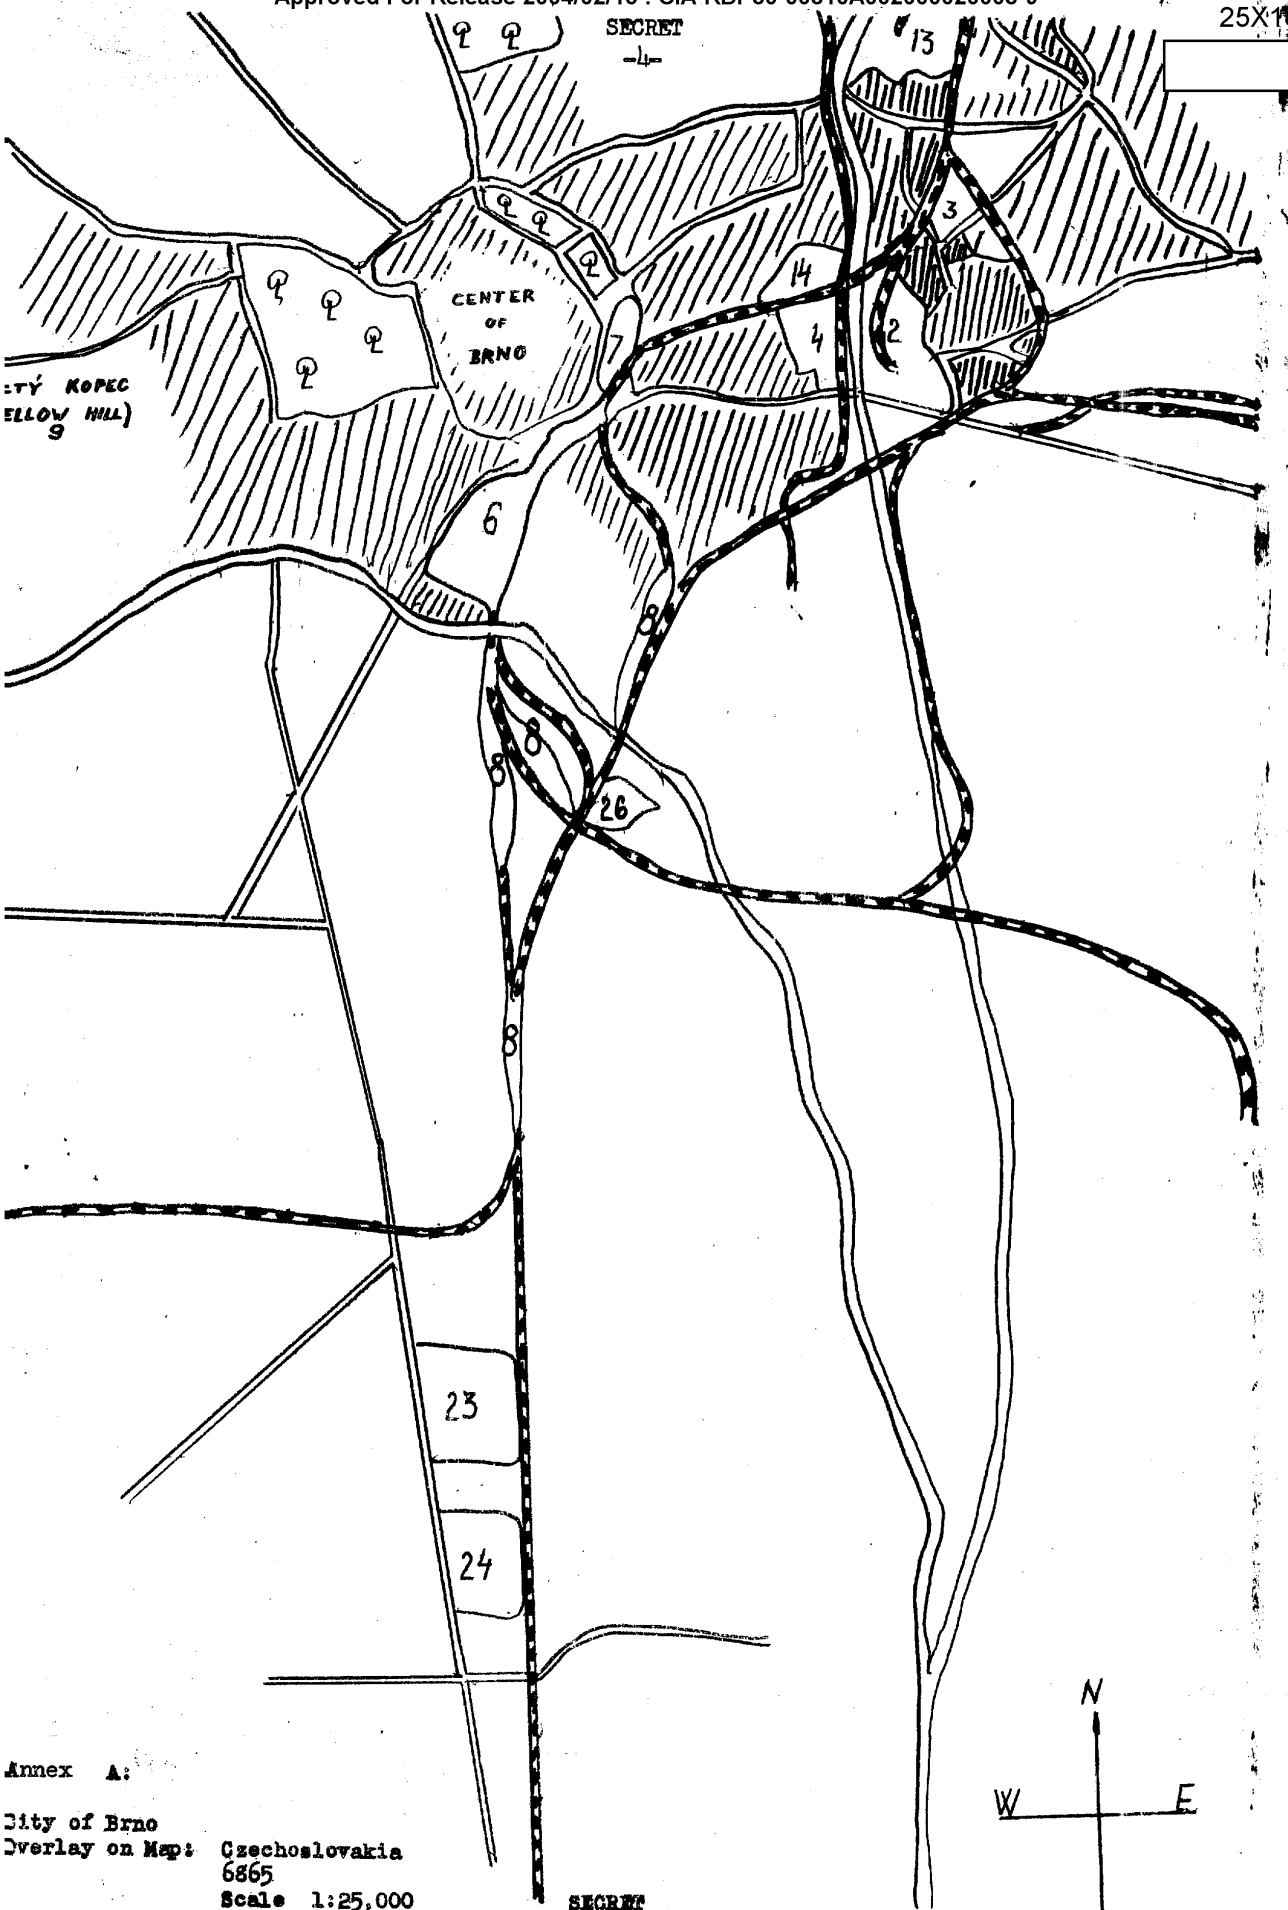 SECRET
-4-
25X1
13
3
14
CENTER
OF
BRNO
7
4
2
TÝ KOPEC
ELLOW HILL)
9
6
8
8
8
26
8
23
24
N
W E
Annex A:
City of Brno
Overlay on Map: Czechoslovakia
6865
Scale 1:25,000
SECRET